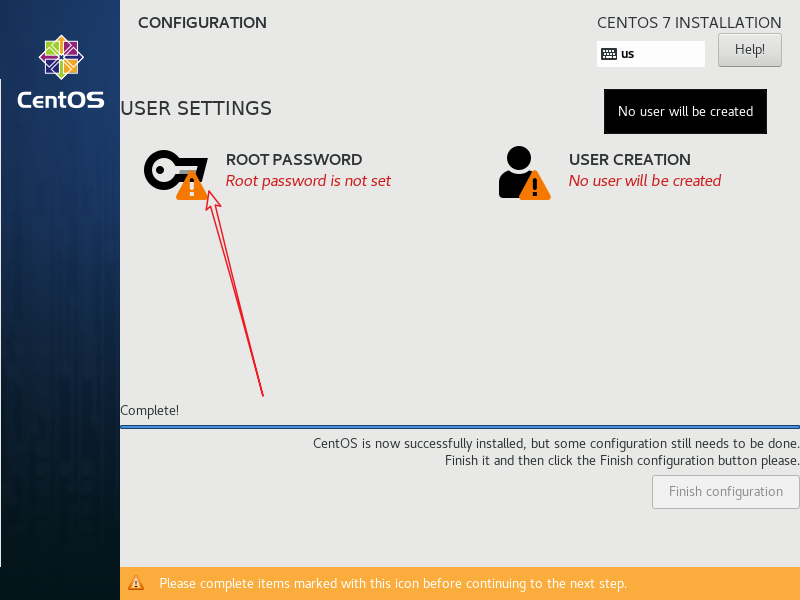 CONFIGURATION
CENTOS 7 INSTALLATION
us
Help!
CentOS
USER SETTINGS
No user will be created
ROOT PASSWORD
Root password is not set
USER CREATION
No user will be created
Complete!
CentOS is now successfully installed, but some configuration still needs to be done.
Finish it and then click the Finish configuration button please.
Finish configuration
Please complete items marked with this icon before continuing to the next step.